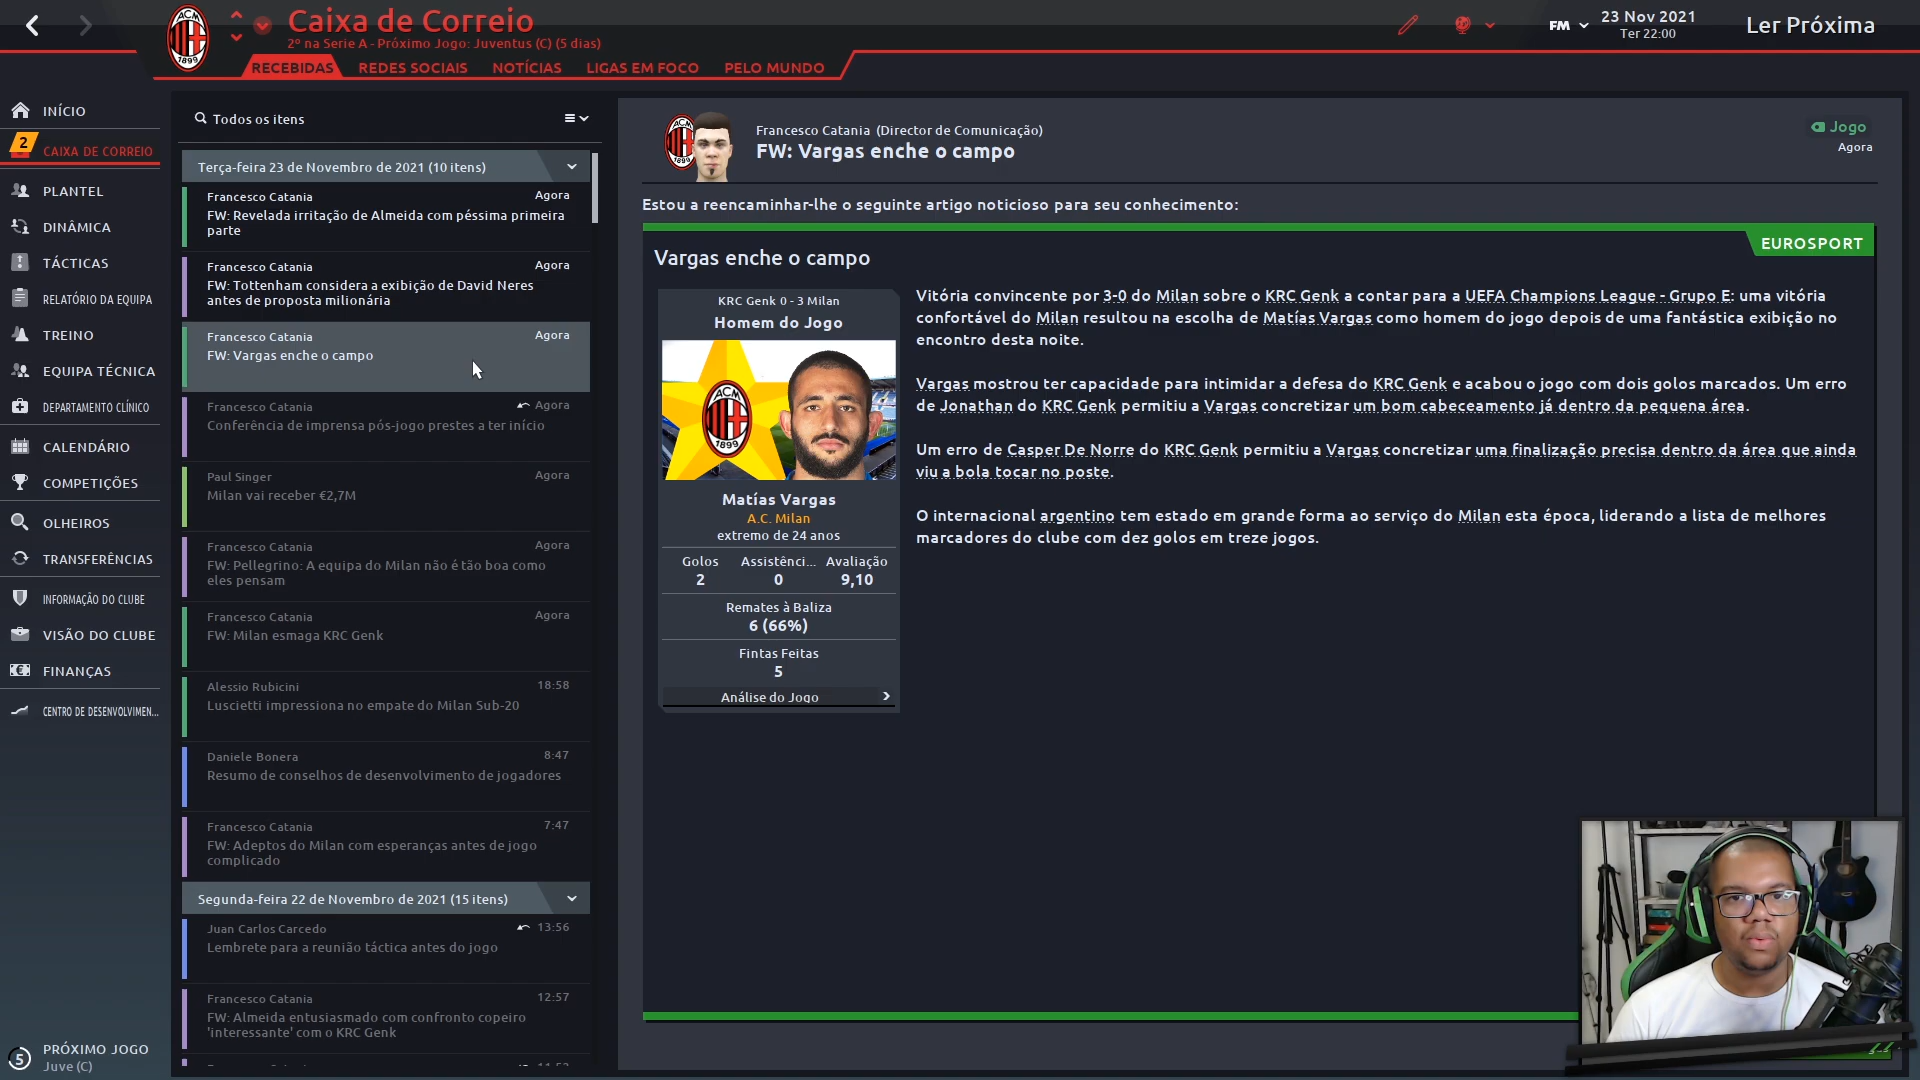 Caixa de Correio
2º na Serie A - Próximo Jogo: Juventus (C) (5 dias)
FM
23 Nov 2021
Ter 22:00
Ler Próxima
RECEBIDAS
REDES SOCIAIS
NOTÍCIAS
LIGAS EM FOCO
PELO MUNDO
INÍCIO
2
CAIXA DE CORREIO
PLANTEL
DINÂMICA
TÁCTICAS
RELATÓRIO DA EQUIPA
TREINO
EQUIPA TÉCNICA
DEPARTAMENTO CLÍNICO
CALENDÁRIO
COMPETIÇÕES
OLHEIROS
TRANSFERÊNCIAS
INFORMAÇÃO DO CLUBE
VISÃO DO CLUBE
FINANÇAS
CENTRO DE DESENVOLVIMEN...
5
PRÓXIMO JOGO
Juve (C)
Todos os itens
Terça-feira 23 de Novembro de 2021 (10 itens)
Francesco Catania
Agora
FW: Revelada irritação de Almeida com péssima primeira
parte
Francesco Catania
Agora
FW: Tottenham considera a exibição de David Neres
antes de proposta milionária
Francesco Catania
Agora
FW: Vargas enche o campo
Francesco Catania
Agora
Conferência de imprensa pós-jogo prestes a ter início
Paul Singer
Agora
Milan vai receber €2,7M
Francesco Catania
Agora
FW: Pellegrino: A equipa do Milan não é tão boa como
eles pensam
Francesco Catania
Agora
FW: Milan esmaga KRC Genk
Alessio Rubicini
18:58
Luscietti impressiona no empate do Milan Sub-20
Daniele Bonera
8:47
Resumo de conselhos de desenvolvimento de jogadores
Francesco Catania
7:47
FW: Adeptos do Milan com esperanças antes de jogo
complicado
Segunda-feira 22 de Novembro de 2021 (15 itens)
Juan Carlos Carcedo
13:56
Lembrete para a reunião táctica antes do jogo
Francesco Catania
12:57
FW: Almeida entusiasmado com confronto copeiro
'interessante' com o KRC Genk
Francesco Catania (Director de Comunicação)
FW: Vargas enche o campo
Jogo
Agora
Estou a reencaminhar-lhe o seguinte artigo noticioso para seu conhecimento:
EUROSPORT
Vargas enche o campo
KRC Genk 0 - 3 Milan
Homem do Jogo
ACM
1899
Matías Vargas
A.C. Milan
extremo de 24 anos
Golos
Assistênci...
Avaliação
2
0
9,10
Remates à Baliza
6 (66%)
Fintas Feitas
5
Análise do Jogo
Vitória convincente por 3-0 do Milan sobre o KRC Genk a contar para a UEFA Champions League - Grupo E: uma vitória
confortável do Milan resultou na escolha de Matías Vargas como homem do jogo depois de uma fantástica exibição no
encontro desta noite.
Vargas mostrou ter capacidade para intimidar a defesa do KRC Genk e acabou o jogo com dois golos marcados. Um erro
de Jonathan do KRC Genk permitiu a Vargas concretizar um bom cabeceamento já dentro da pequena área.
Um erro de Casper De Norre do KRC Genk permitiu a Vargas concretizar uma finalização precisa dentro da área que ainda
viu a bola tocar no poste.
O internacional argentino tem estado em grande forma ao serviço do Milan esta época, liderando a lista de melhores
marcadores do clube com dez golos em treze jogos.